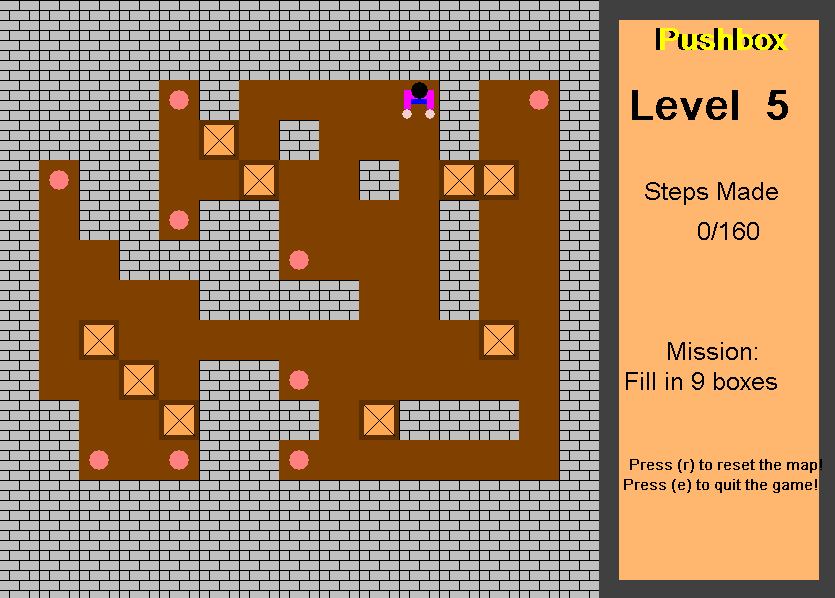 Pushbox
Level 5
Steps Made
0/160
Mission:
Fill in 9 boxes
Press (r) to reset the map!
Press (e) to quit the game!